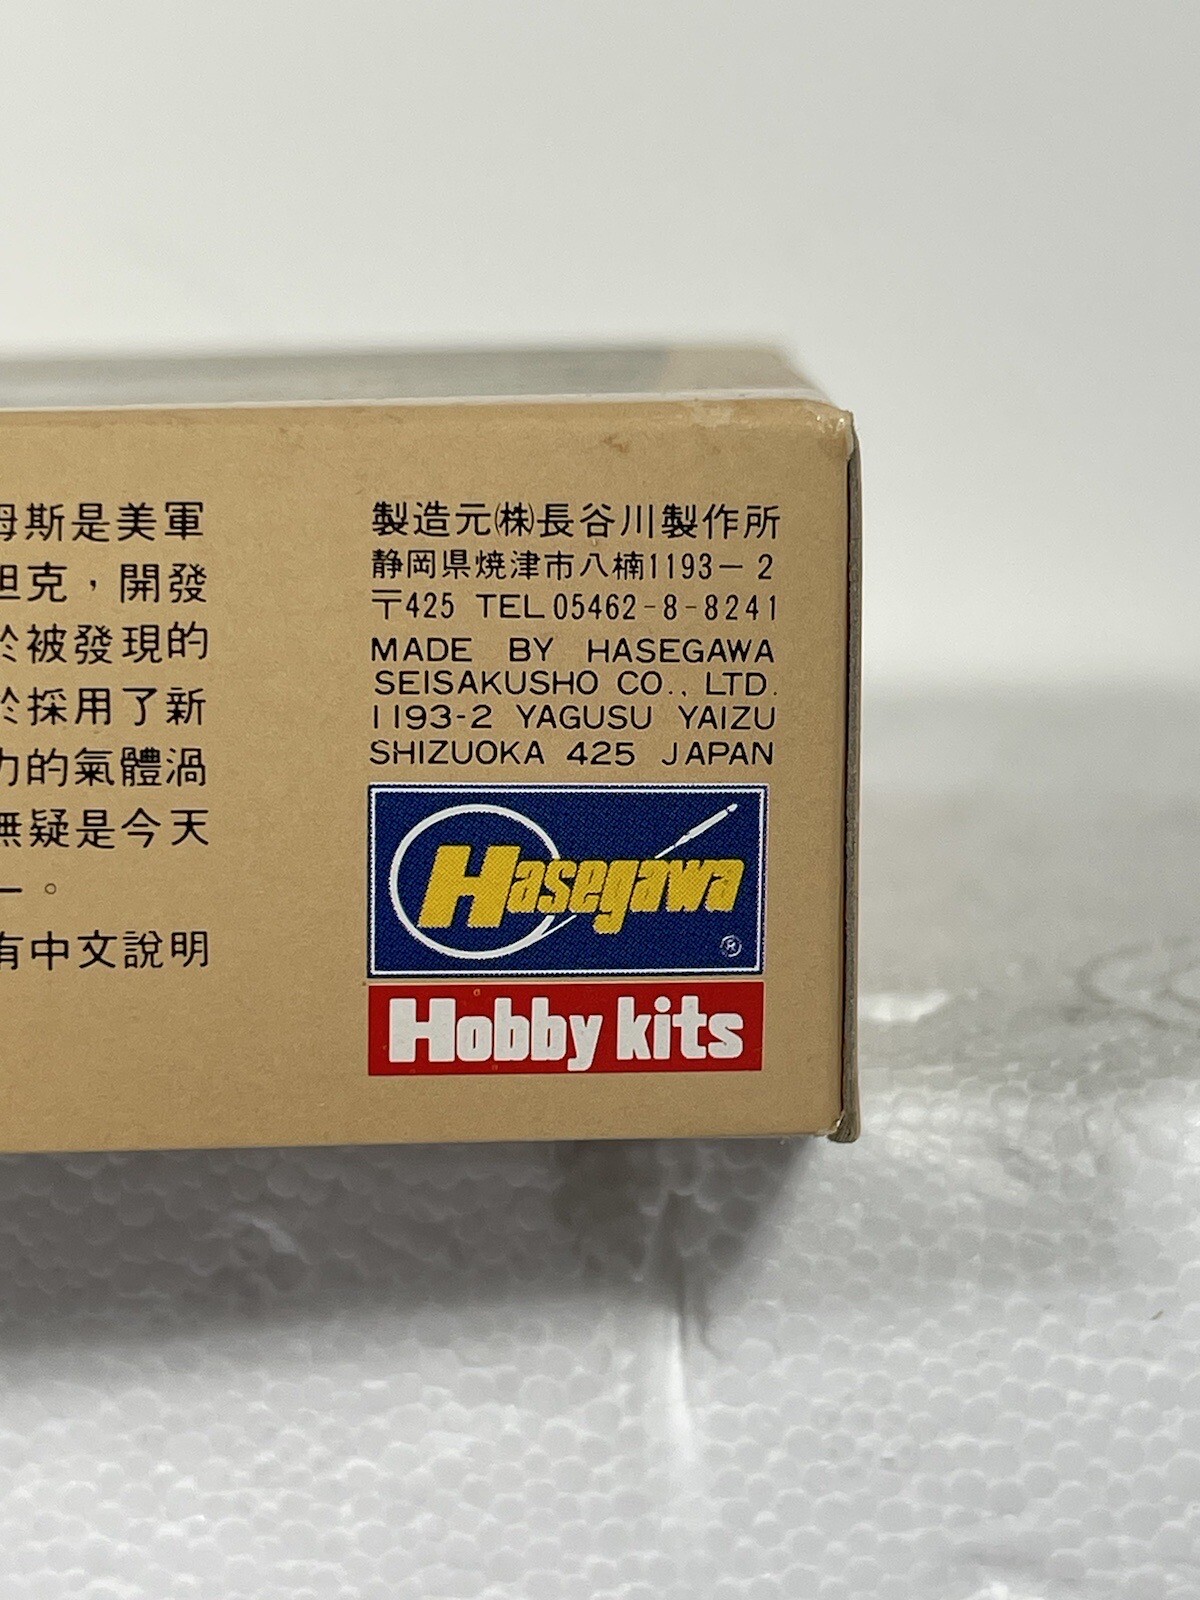 姆斯是美軍
坦克，開發
於被發現的
於採用了新
力的氣體渦
無疑是今天
一。
有中文說明
製造元㈱長谷川製作所
静岡県焼津市八楠1193－2
〒425 TEL 05462-8-8241
MADE BY HASEGAWA
SEISAKUSHO CO., LTD.
1193-2 YAGUSU YAIZU
SHIZUOKA 425 JAPAN
Hasegawa
®
Hobby kits